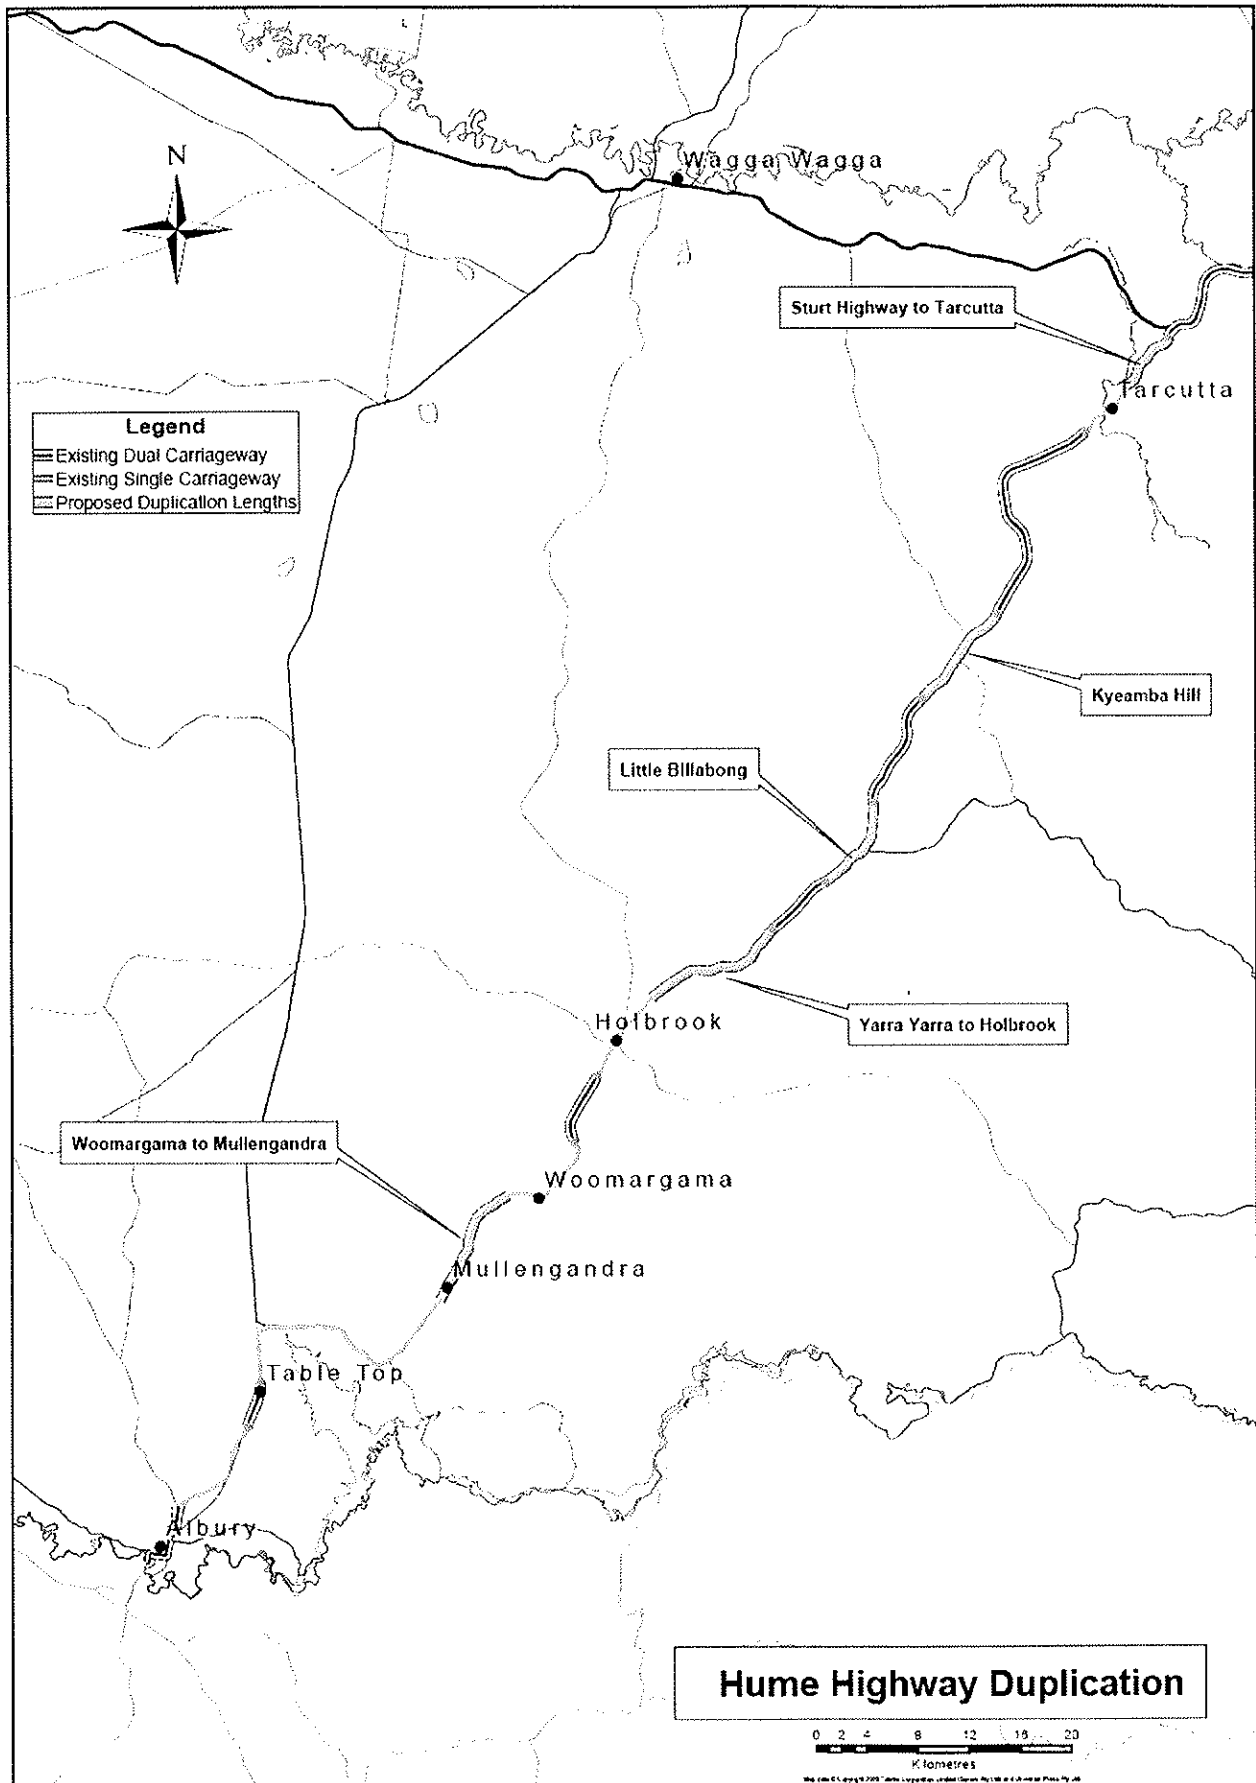 N
Wagga Wagga
Sturt Highway to Tarcutta
Tarcutta
Legend
Existing Dual Carriageway
Existing Single Carriageway
Proposed Duplication Lengths
Kyeamba Hill
Little Billabong
Holbrook
Yarra Yarra to Holbrook
Woomargama to Mullengandra
Woomargama
Mullengandra
Table Top
Albury
Hume Highway Duplication
0 2 4 8 12 16 20
Kilometres